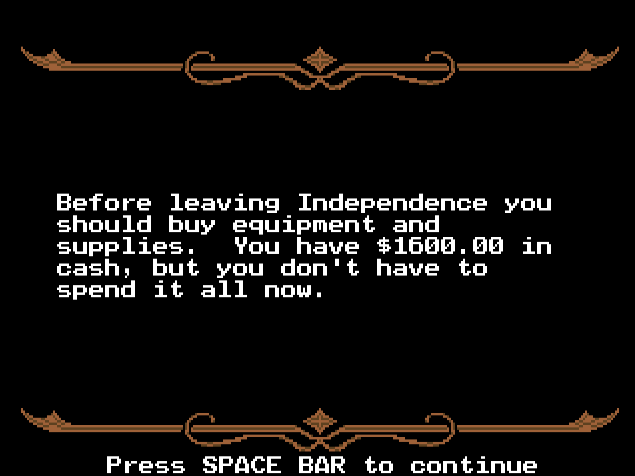 Before leaving Independence you
should buy equipment and
supplies.  You have $1600.00 in
cash, but you don't have to
spend it all now.
Press SPACE BAR to continue